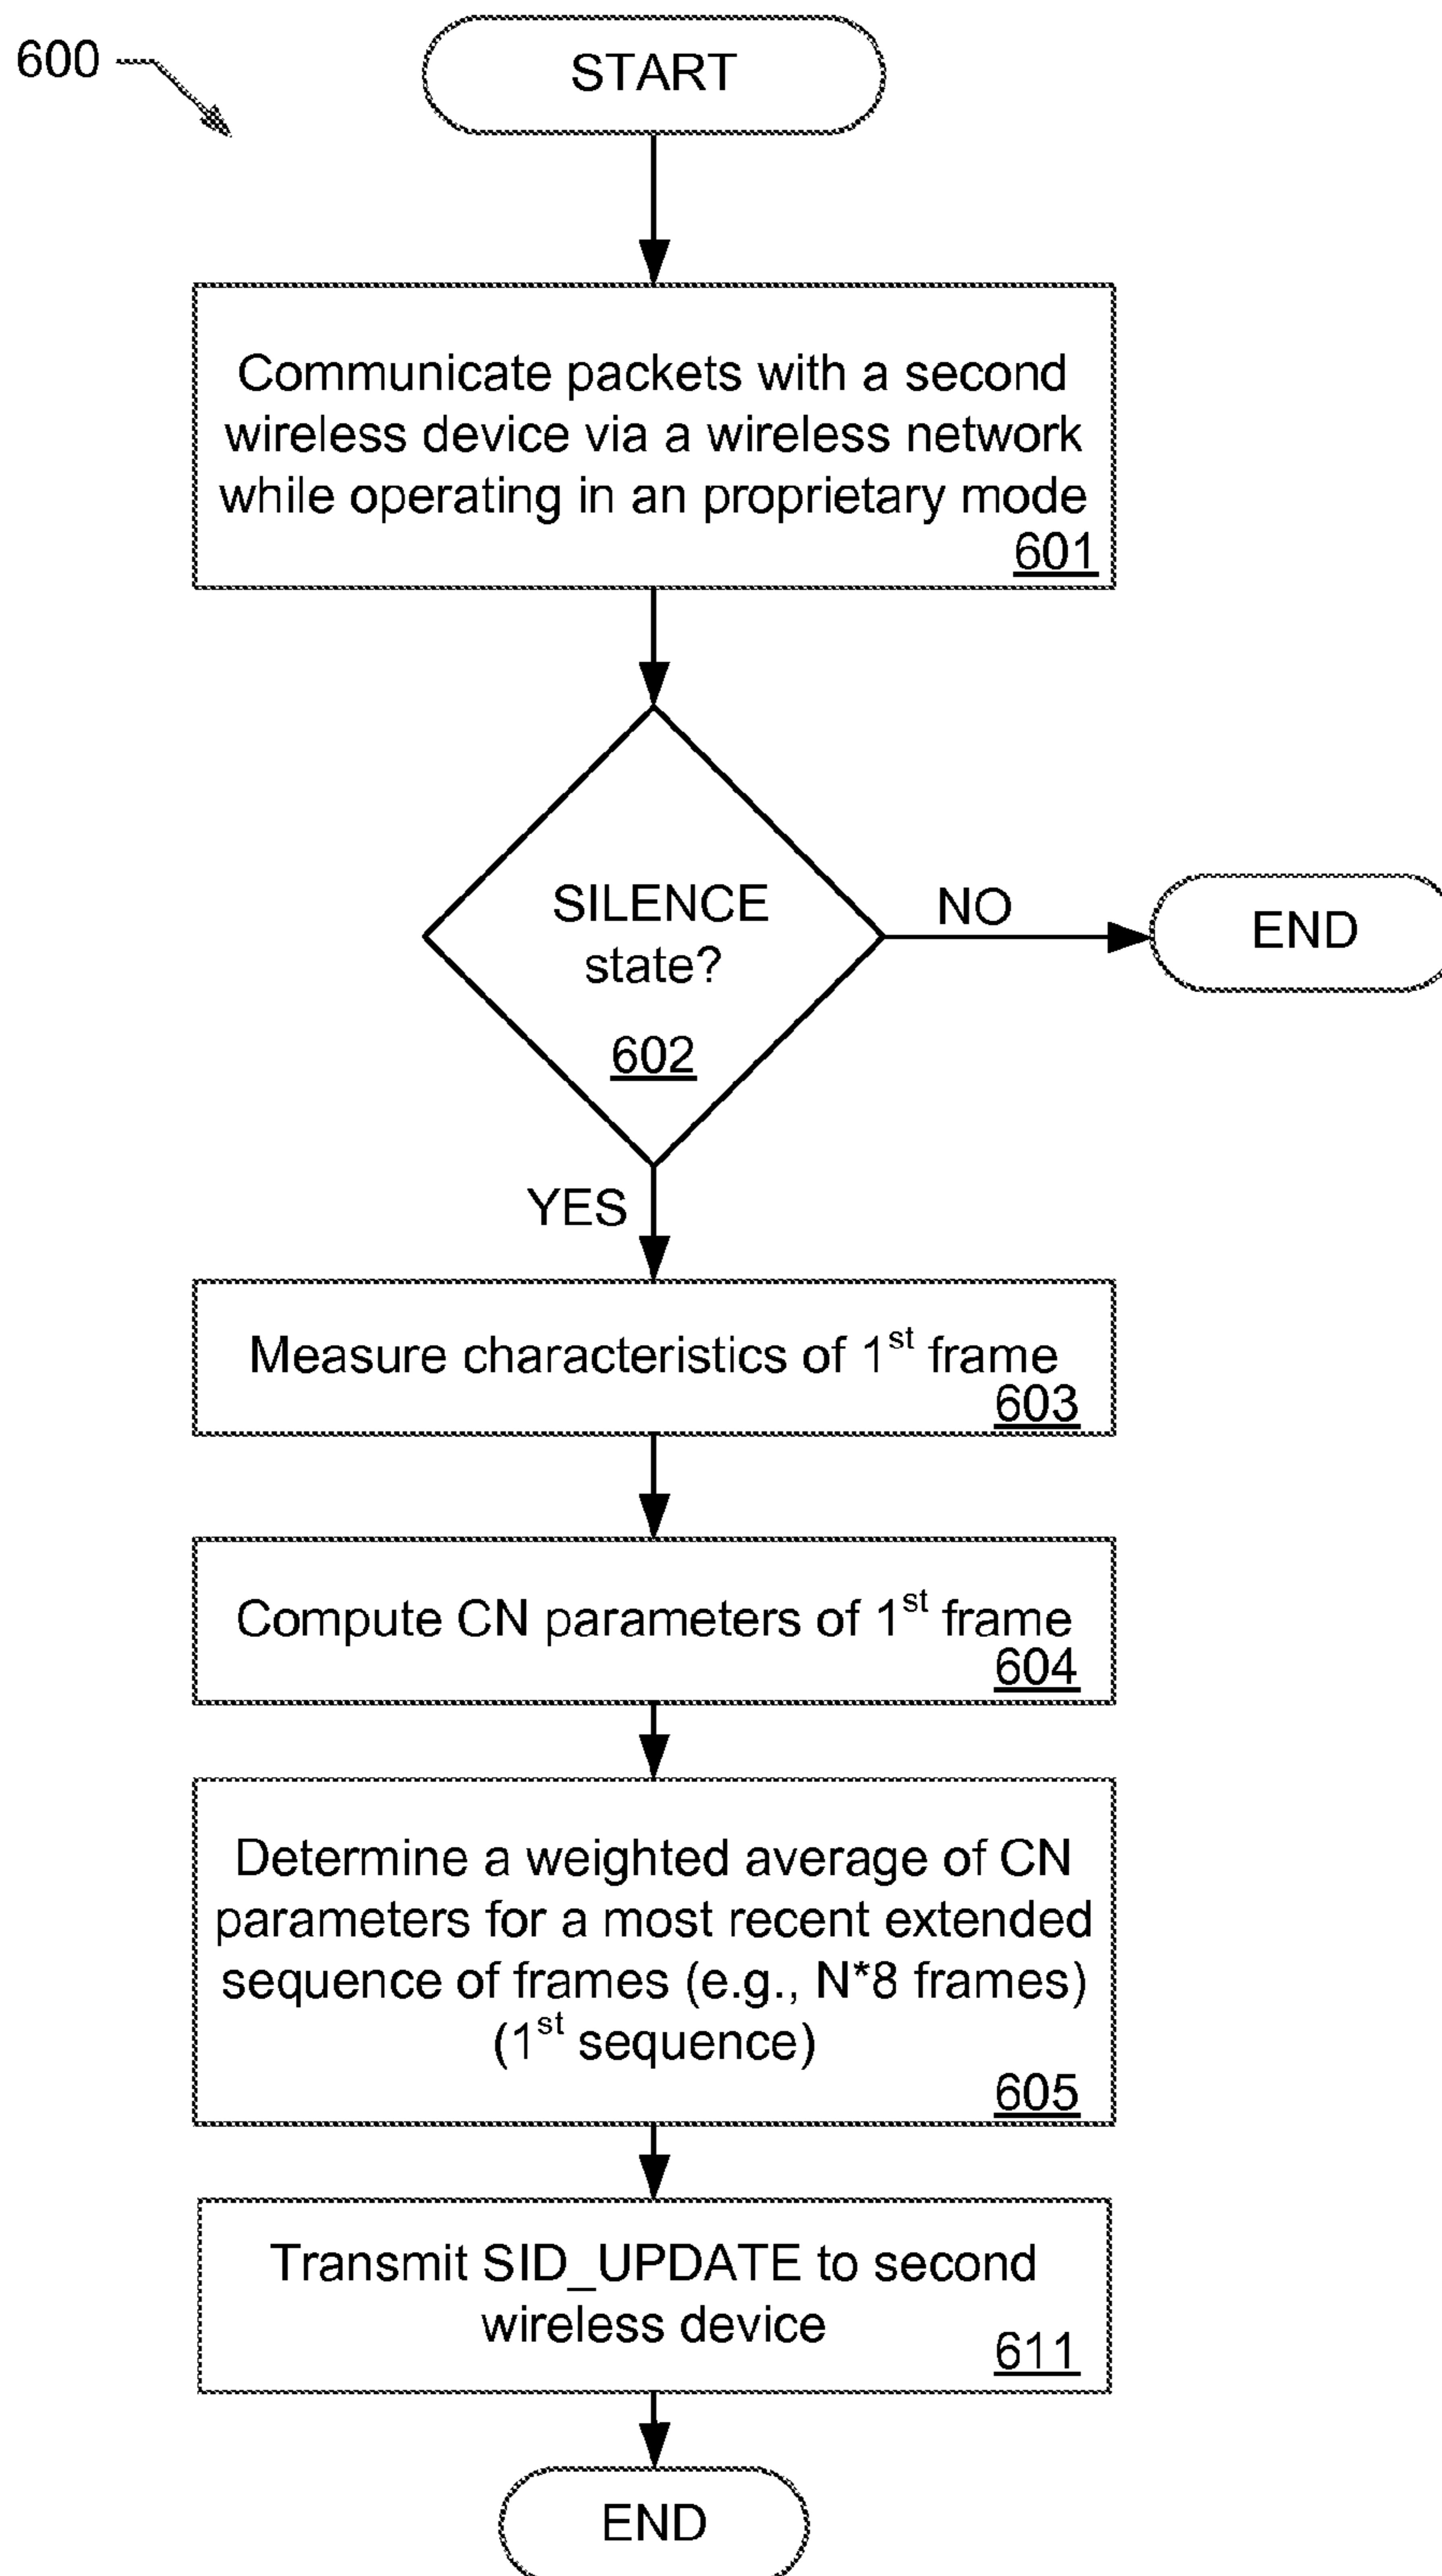 600
START
Communicate packets with a second
wireless device via a wireless network
while operating in an proprietary mode
601
SILENCE
state?
602
NO
END
YES
Measure characteristics of 1st frame
603
Compute CN parameters of 1st frame
604
Determine a weighted average of CN
parameters for a most recent extended
sequence of frames (e.g., N*8 frames)
(1st sequence)
605
Transmit SID_UPDATE to second
wireless device
611
END